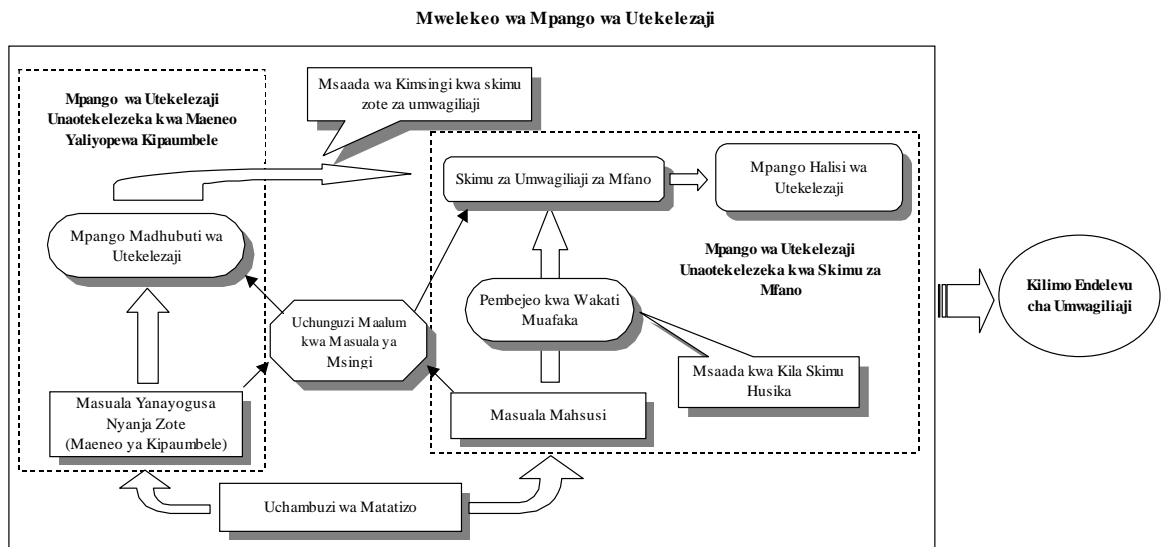 Mwelekeo wa Mpango wa Utekelezaji
Mpango wa Utekelezaji
Unaotekelezeka kwa Maeneo
Yaliyopewa Kipaumbele
Msaada wa Kimsingi kwa skimu
zote za umwagiliaji
Skimu za Umwagiliaji za Mfano
Mpango Halisi wa
Utekelezaji
Mpango Madhubuti wa
Utekelezaji
Mpango wa Utekelezaji
Unaotekelezeka kwa Skimu za
Mfano
Kilimo Endelevu
cha Umwagiliaji
Pembejeo kwa Wakati
Muafaka
Uchunguzi Maalum
kwa Masuala ya
Msingi
Msaada kwa Kila Skimu
Husika
Masuala Yanayogusa
Nyanja Zote
(Maeneo ya Kipaumbele)
Masuala Mahsusi
Uchambuzi wa Matatizo